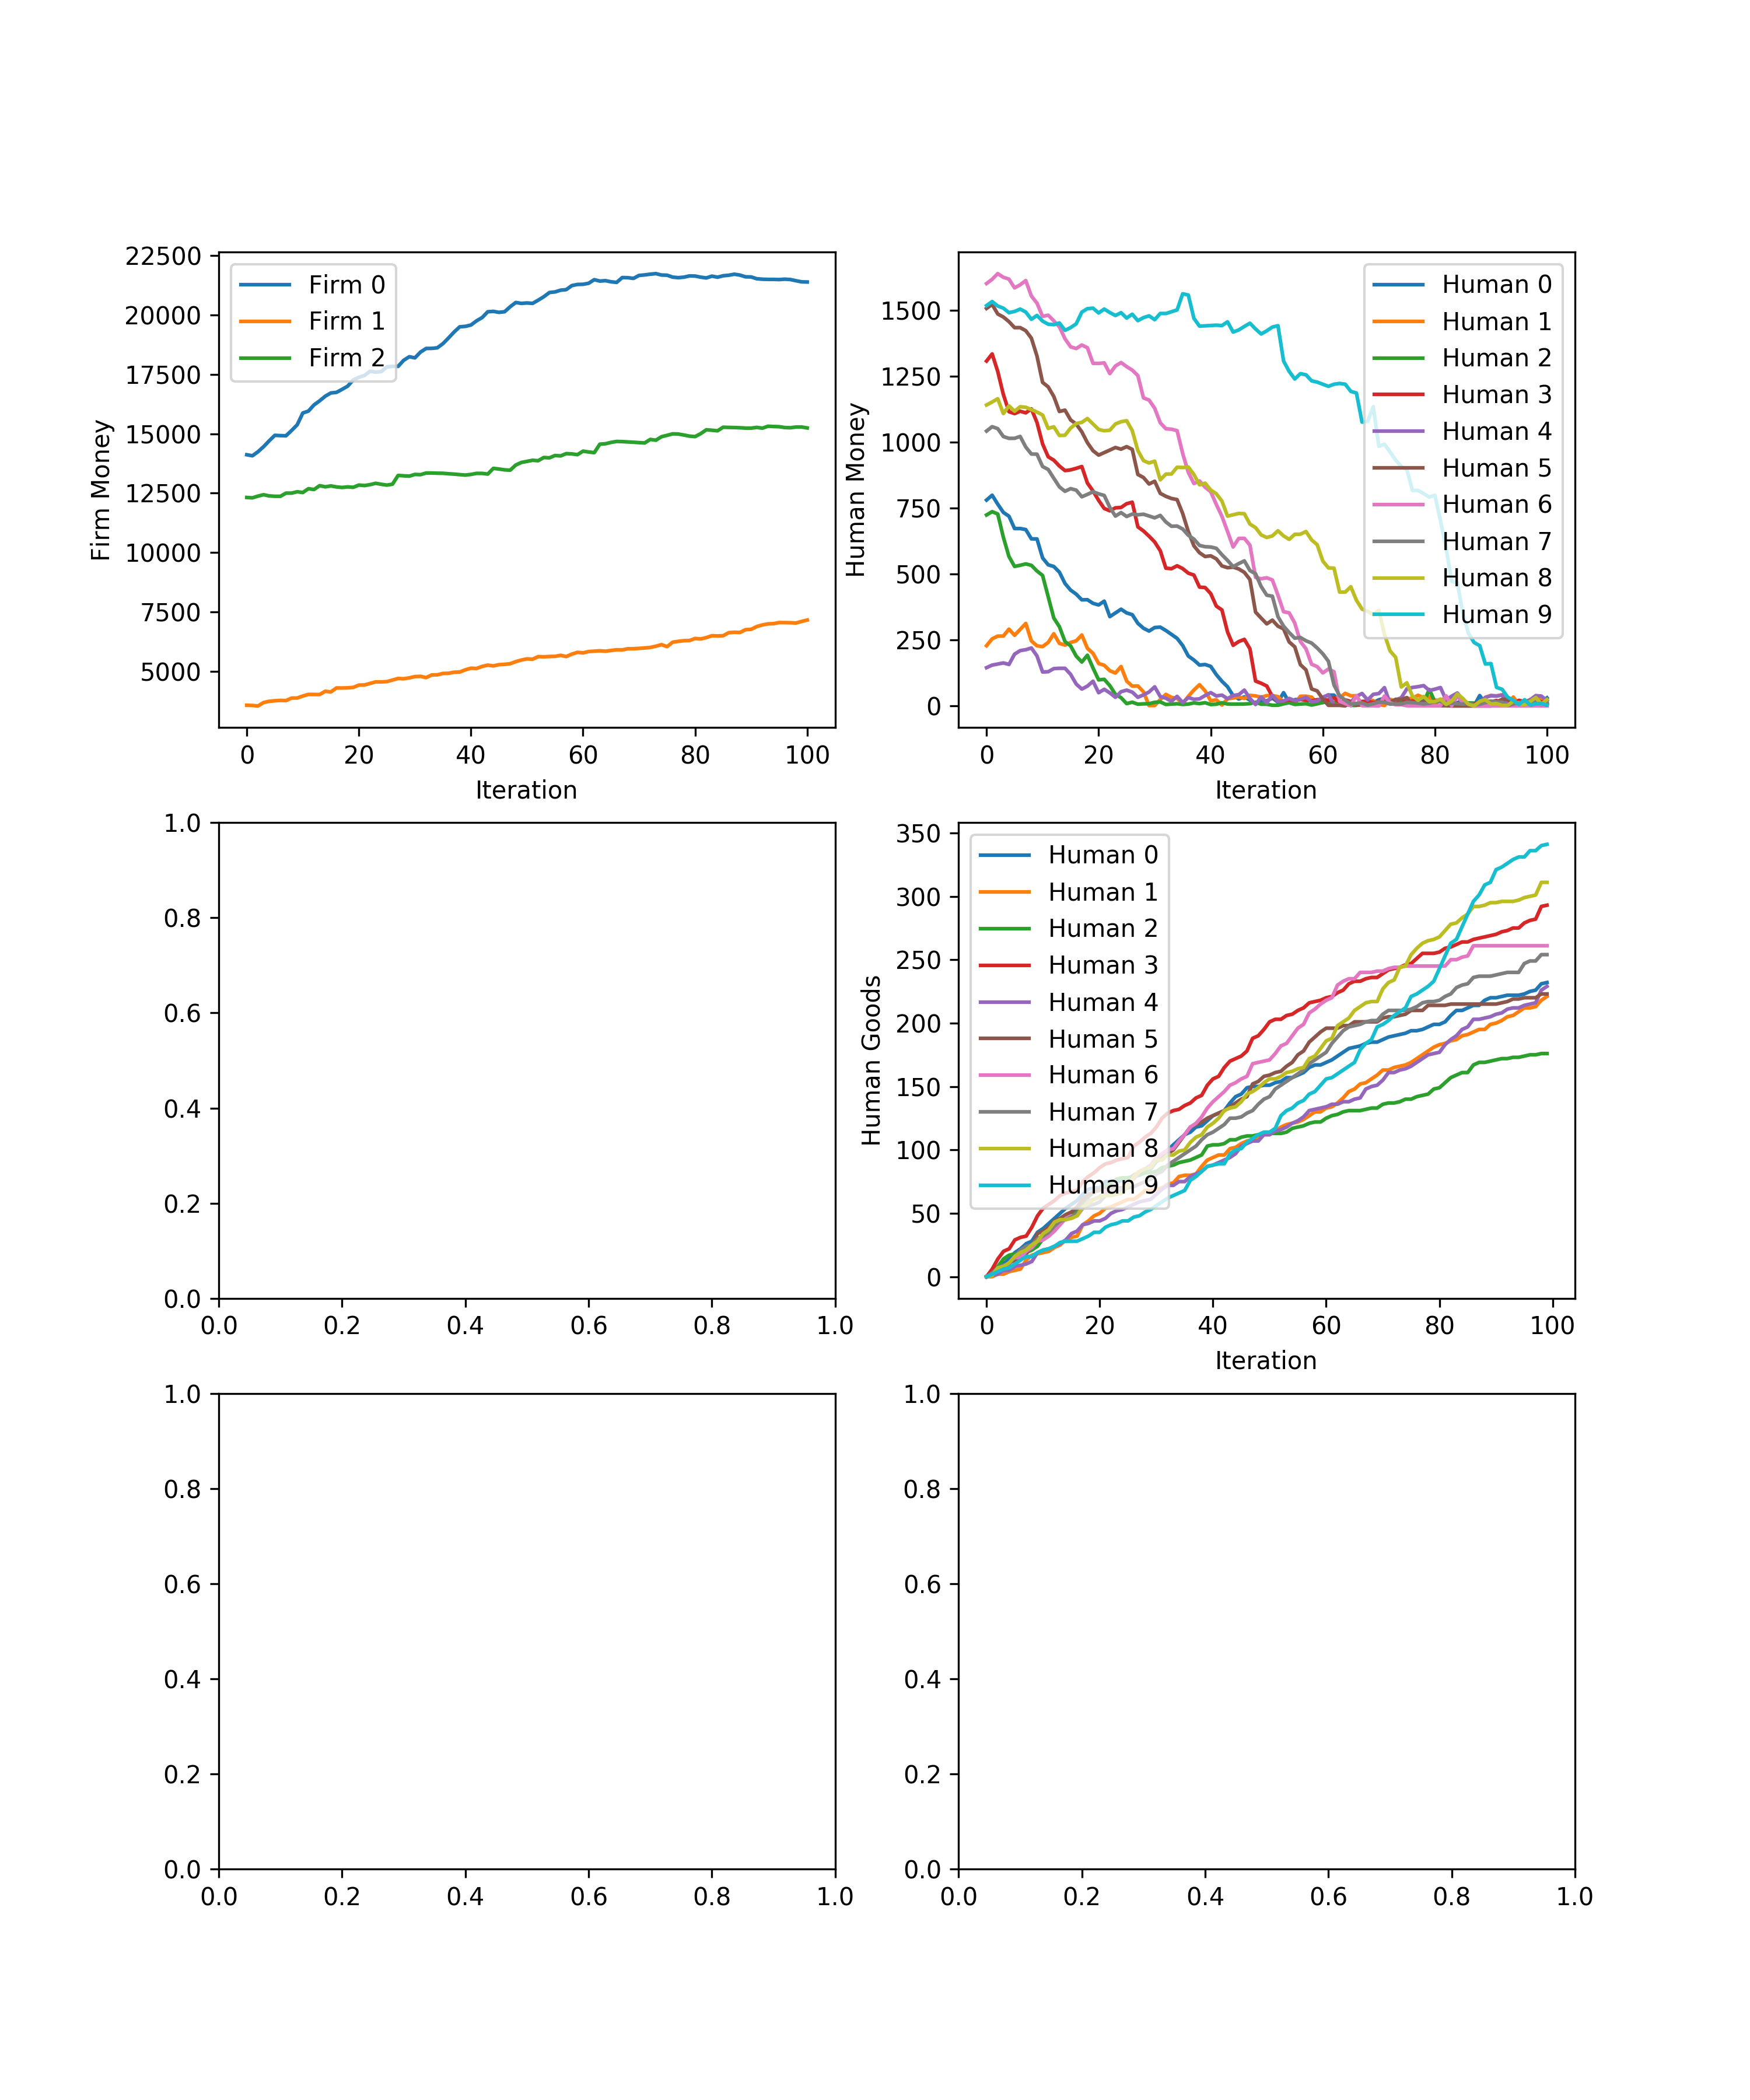 22500
20000
17500
15000
12500
10000
7500
5000
Firm Money
Firm 0
Firm 1
Firm 2
0 20 40 60 80 100
Iteration
1500
1250
1000
750
500
250
0
Human Money
Human 0
Human 1
Human 2
Human 3
Human 4
Human 5
Human 6
Human 7
Human 8
Human 9
0 20 40 60 80 100
Iteration
1.0
0.8
0.6
0.4
0.2
0.0
0.0 0.2 0.4 0.6 0.8 1.0
350
300
250
200
150
100
50
0
Human Goods
Human 0
Human 1
Human 2
Human 3
Human 4
Human 5
Human 6
Human 7
Human 8
Human 9
0 20 40 60 80 100
Iteration
1.0
0.8
0.6
0.4
0.2
0.0
0.0 0.2 0.4 0.6 0.8 1.0
1.0
0.8
0.6
0.4
0.2
0.0
0.0 0.2 0.4 0.6 0.8 1.0